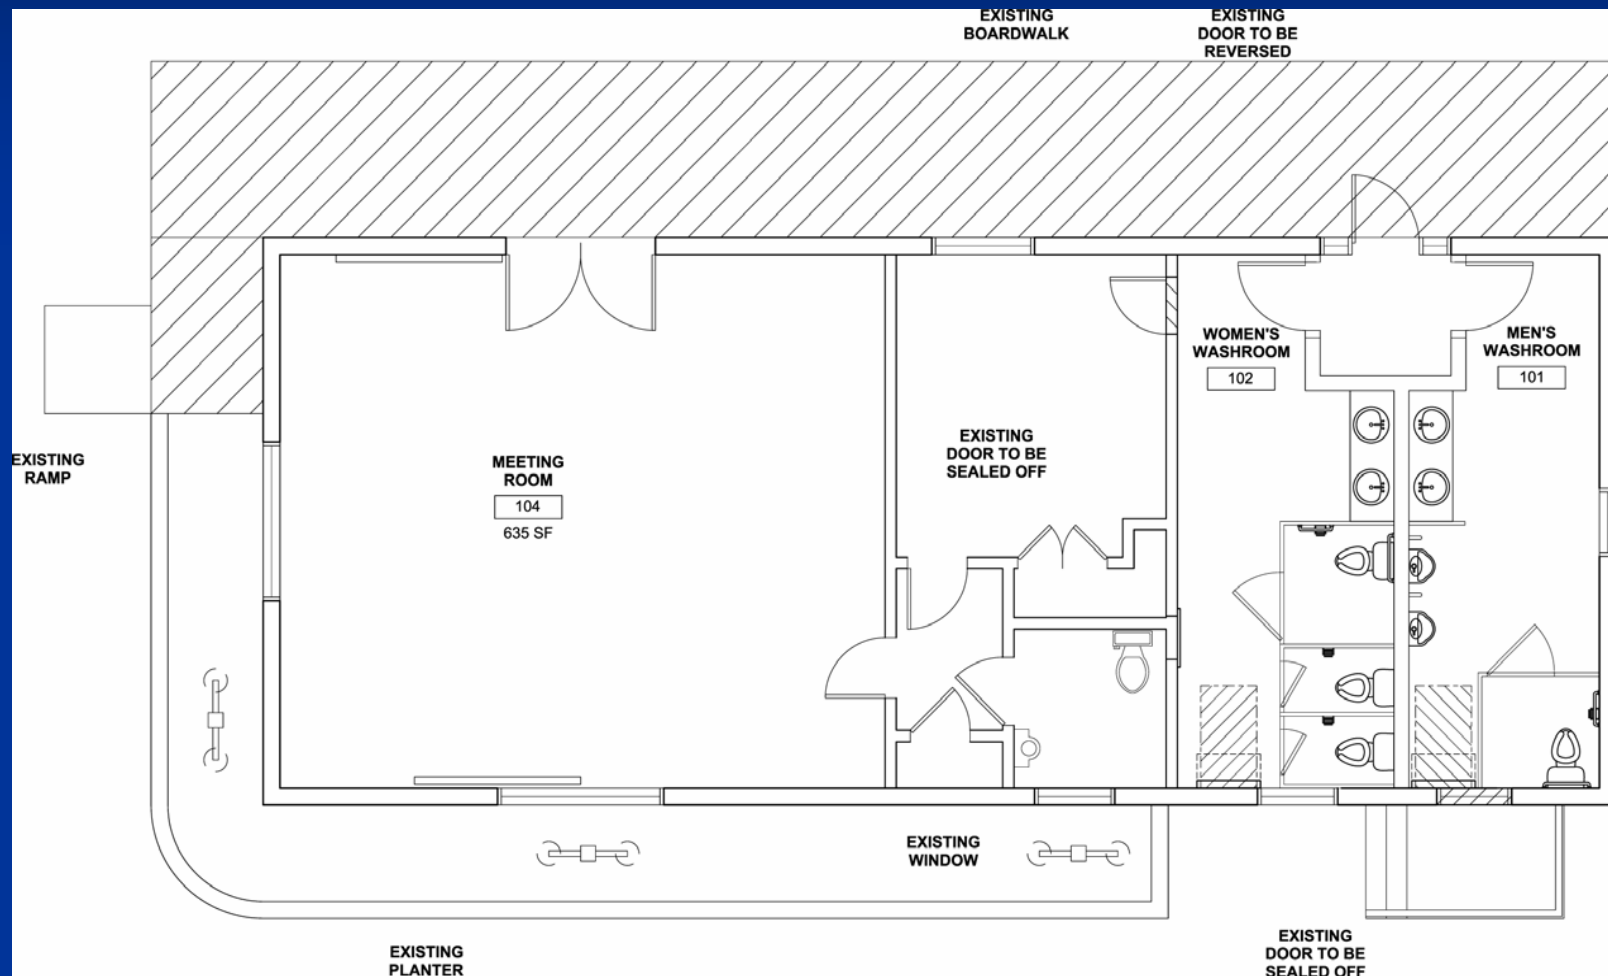 EXISTING
BOARDWALK
EXISTING
DOOR TO BE
REVERSED
WOMEN'S
WASHROOM
102
MEN'S
WASHROOM
101
EXISTING
DOOR TO BE
SEALED OFF
EXISTING
RAMP
MEETING
ROOM
104
635 SF
EXISTING
WINDOW
EXISTING
PLANTER
EXISTING
DOOR TO BE
SEALED OFF